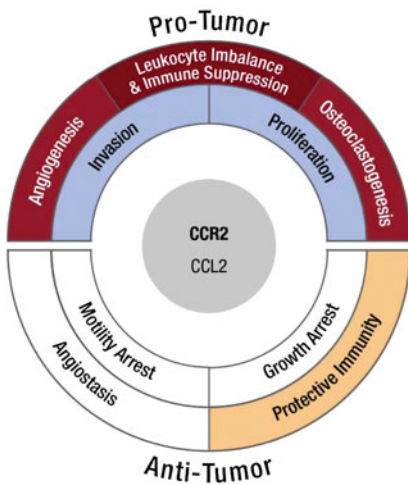 Pro-Tumor
Leukocyte Imbalance
& Immune Suppression
Angiogenesis
Osteoclastogenesis
Invasion
Proliferation
CCR2
CCL2
Motility Arrest
Growth Arrest
Angiostasis
Protective Immunity
Anti-Tumor